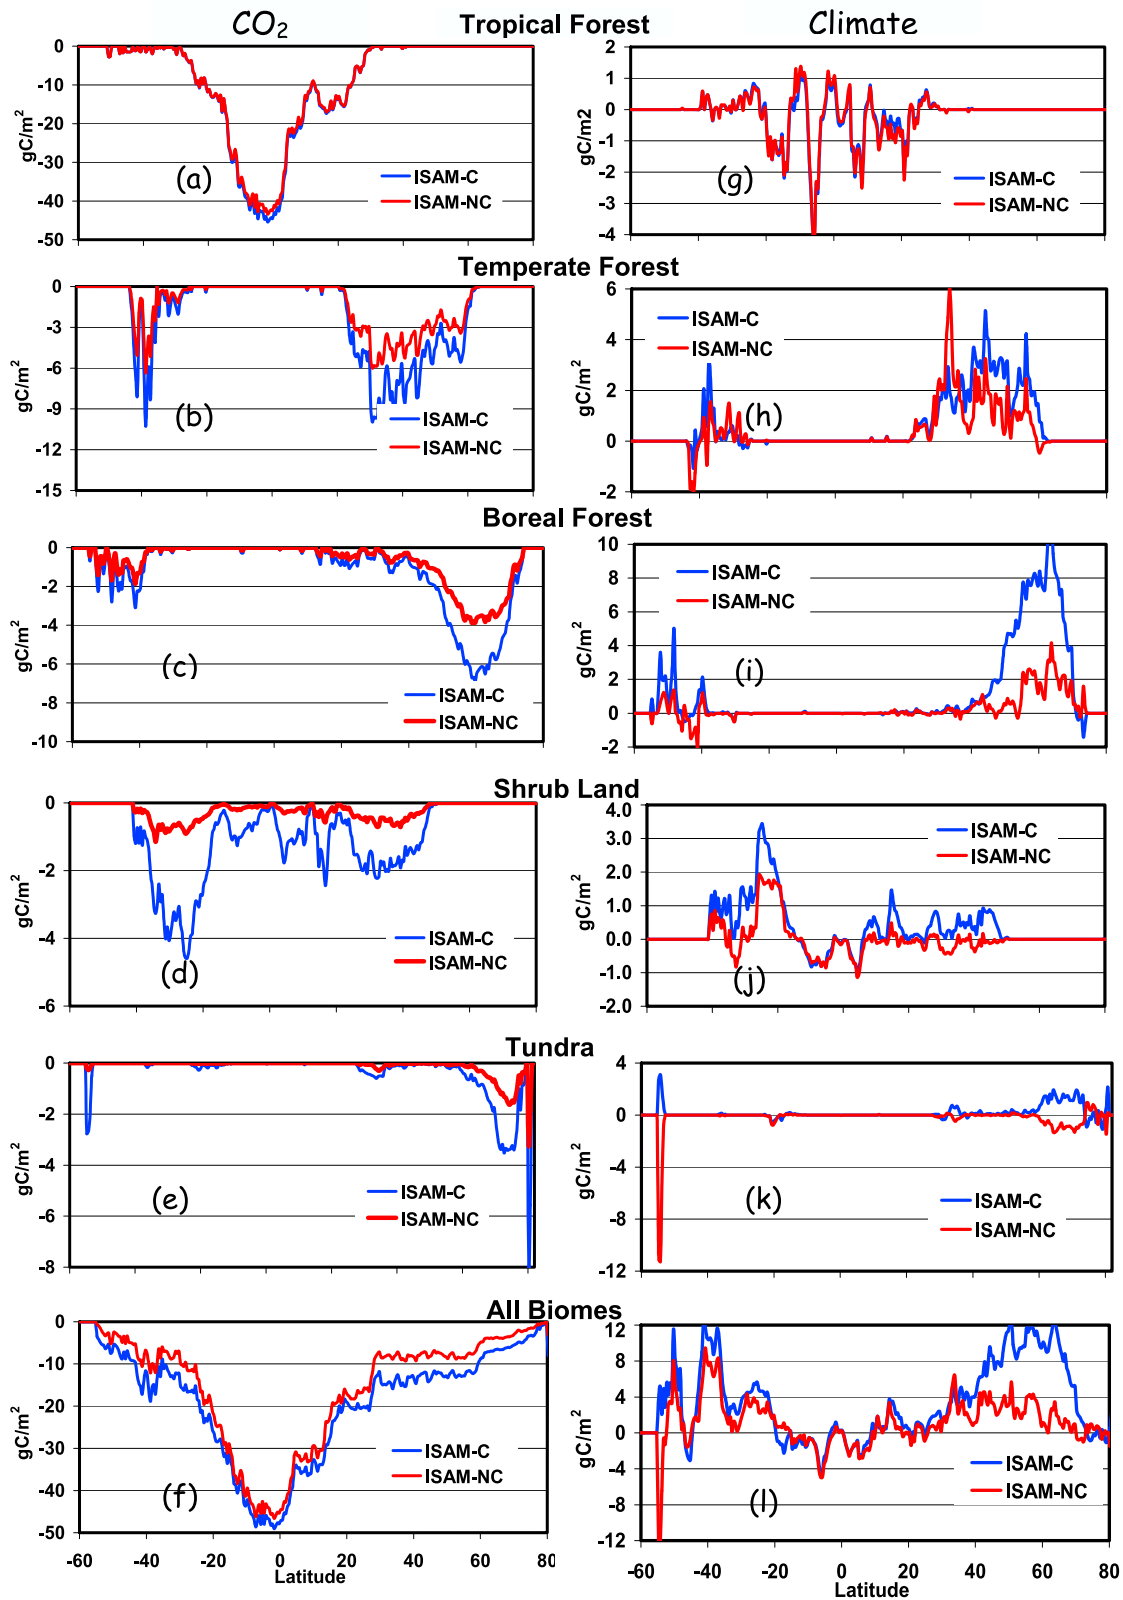 CO2 Tropical Forest Climate
0
-10
-20
-30
-40
-50
gC/m2
(a)
ISAM-C
ISAM-NC
2
1
0
-1
-2
-3
-4
gC/m2
(g)
ISAM-C
ISAM-NC
Temperate Forest
0
-3
-6
-9
-12
-15
gC/m2
(b)
ISAM-C
ISAM-NC
6
4
2
0
-2
gC/m2
(h)
ISAM-C
ISAM-NC
Boreal Forest
0
-2
-4
-6
-8
-10
gC/m2
(c)
ISAM-C
ISAM-NC
10
8
6
4
2
0
-2
gC/m2
(i)
ISAM-C
ISAM-NC
Shrub Land
0
-2
-4
-6
gC/m2
(d)
ISAM-C
ISAM-NC
4.0
3.0
2.0
1.0
0.0
-1.0
-2.0
gC/m2
(j)
ISAM-C
ISAM-NC
Tundra
0
-2
-4
-6
-8
gC/m2
(e)
ISAM-C
ISAM-NC
4
0
-4
-8
-12
gC/m2
(k)
ISAM-C
ISAM-NC
All Biomes
0
-10
-20
-30
-40
-50
gC/m2
(f)
ISAM-C
ISAM-NC
-60 -40 -20 0 20 40 60 80
Latitude
12
8
4
0
-4
-8
-12
gC/m2
(l)
ISAM-C
ISAM-NC
-60 -40 -20 0 20 40 60 80
Latitude